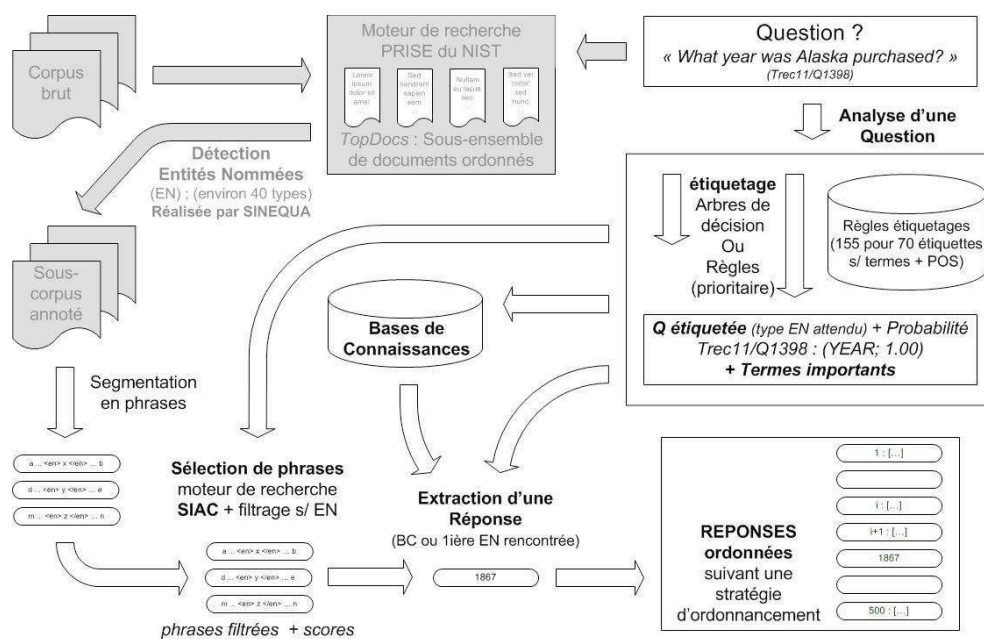 Corpus
brut
Moteur de recherche
PRISE du NIST
Lorem
ipsum
dolor sit
amet
...
Sed
hendrerit
sapien
sem
...
Nullam
eu lacus
nec
...
Sed vel
tortor
sed
nunc
...
TopDocs : Sous-ensemble
de documents ordonnés
Question ?
« What year was Alaska purchased? »
(Trec11/Q1398)
Analyse d'une
Question
Détection
Entités Nommées
(EN) ; (environ 40 types)
Réalisée par SINEQUA
étiquetage
Arbres de
décision
Ou
Règles
(prioritaire)
Règles étiquetages
(155 pour 70 étiquettes
s/ termes + POS)
Sous-
corpus
annoté
Bases de
Connaissances
Q étiquetée (type EN attendu) + Probabilité
Trec11/Q1398 : (YEAR; 1.00)
+ Termes importants
Segmentation
en phrases
a ... <en> x </en> ... b
d ... <en> y </en> ... e
m ... <en> z </en> ... n
Sélection de phrases
moteur de recherche
SIAC + filtrage s/ EN
a ... <en> x </en> ... b
d ... <en> y </en> ... e
m ... <en> z </en> ... n
phrases filtrées + scores
Extraction d'une
Réponse
(BC ou 1ière EN rencontrée)
1867
REPONSES
ordonnées
suivant une
stratégie
d'ordonnancement
1 : [...]
i : [...]
i+1 : [...]
1867
500 : [...]